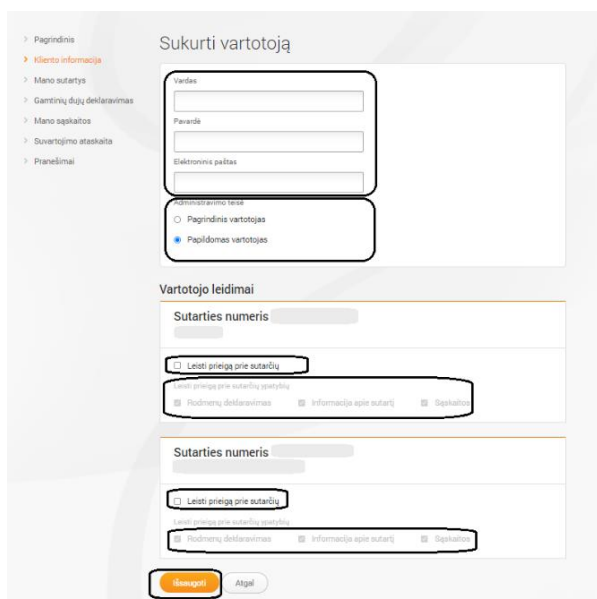 Pagrindinis
Kliento informacija
Mano sutartys
Gamtinių dujų deklaravimas
Mano sąskaitos
Suvartojimo ataskaita
Pranešimai
Sukurti vartotoją
Vardas
Pavardė
Elektroninis paštas
Administravimo teisė
Pagrindinis vartotojas
Papildomas vartotojas
Vartotojo leidimai
Sutarties numeris
Leisti prieigą prie sutarčių
Leisti prieigą prie sutarčių ypatybių
Rodmenų deklaravimas Informacija apie sutartį Sąskaitos
Sutarties numeris
Leisti prieigą prie sutarčių
Leisti prieigą prie sutarčių ypatybių
Rodmenų deklaravimas Informacija apie sutartį Sąskaitos
Išsaugoti Atgal